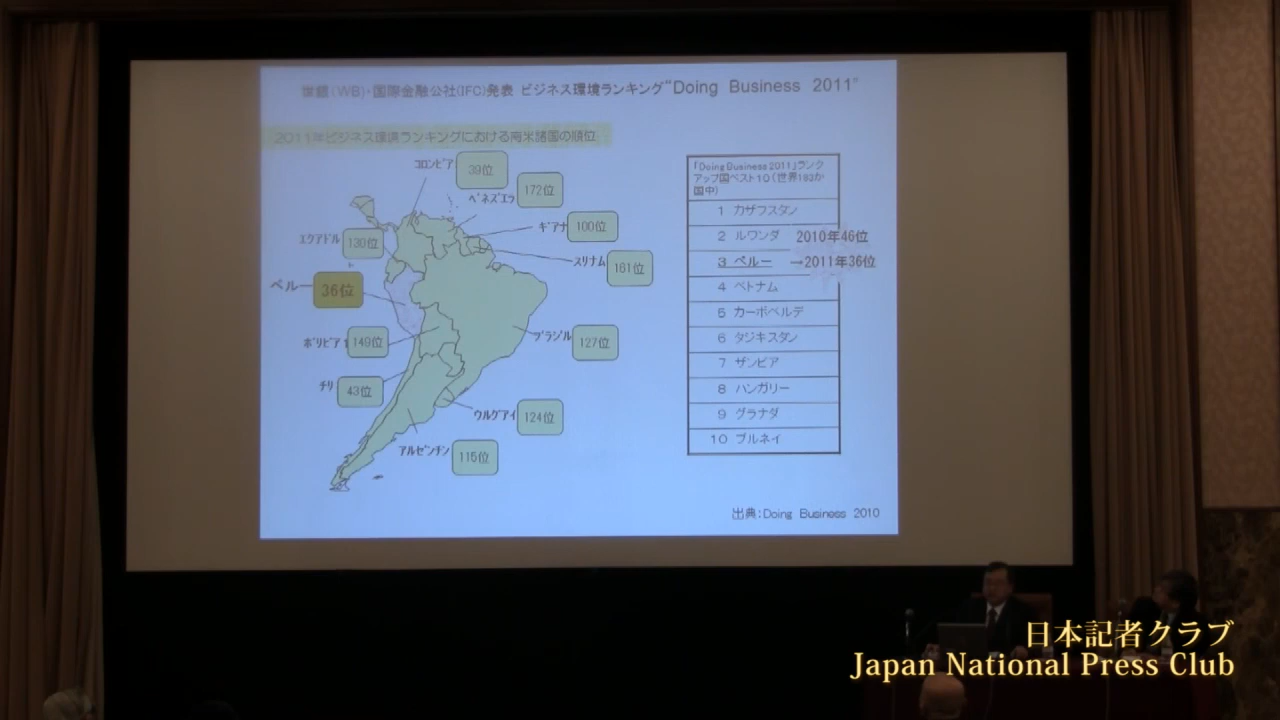 世銀(WB)・国際金融公社(IFC)発表 ビジネス環境ランキング“Doing Business 2011”
2011年ビジネス環境ランキングにおける南米諸国の順位
コロンビア 39位
ベネズエラ 172位
ギアナ 100位
エクアドル 130位
スリナム 161位
ペルー 36位
ボリビア 149位
ブラジル 127位
チリ 43位
ウルグアイ 124位
アルゼンチン 115位
「Doing Business 2011」ランク
アップ国ベスト10(世界183か
国中)
1 カザフスタン
2 ルワンダ 2010年46位
3 ペルー →2011年36位
4 ベトナム
5 カーボベルデ
6 タジキスタン
7 ザンビア
8 ハンガリー
9 グラナダ
10 ブルネイ
出典:Doing Business 2010
日本記者クラブ
Japan National Press Club